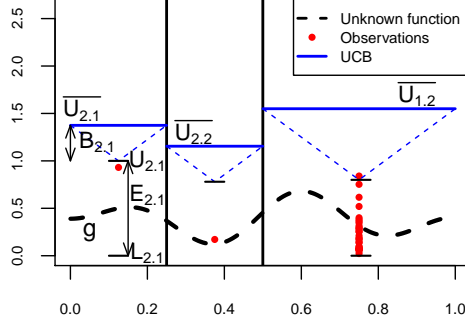 2.5
2.0
1.5
1.0
0.5
0.0
Unknown function
Observations
UCB
U2.1
B2.1
U2.1
U2.2
U1.2
E2.1
g
L2.1
0.0 0.2 0.4 0.6 0.8 1.0